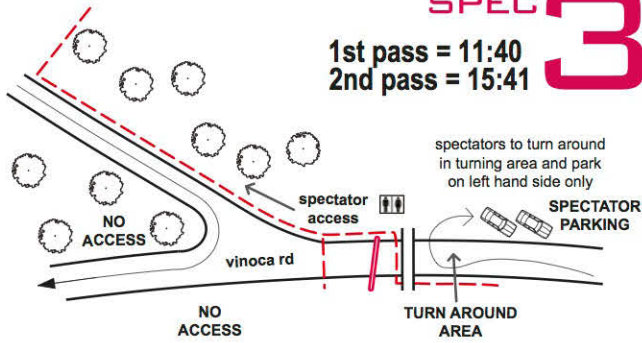 SPEC 3
1st pass = 11:40
2nd pass = 15:41
spectators to turn around
in turning area and park
on left hand side only
SPECTATOR
PARKING
spectator
access
NO
ACCESS
vinoca rd
NO
ACCESS
TURN AROUND
AREA